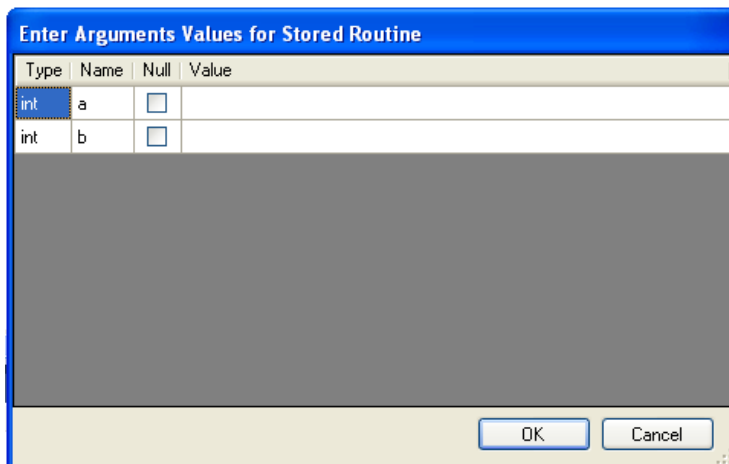 Enter Arguments Values for Stored Routine
Type Name Null Value
int a
int b
OK Cancel